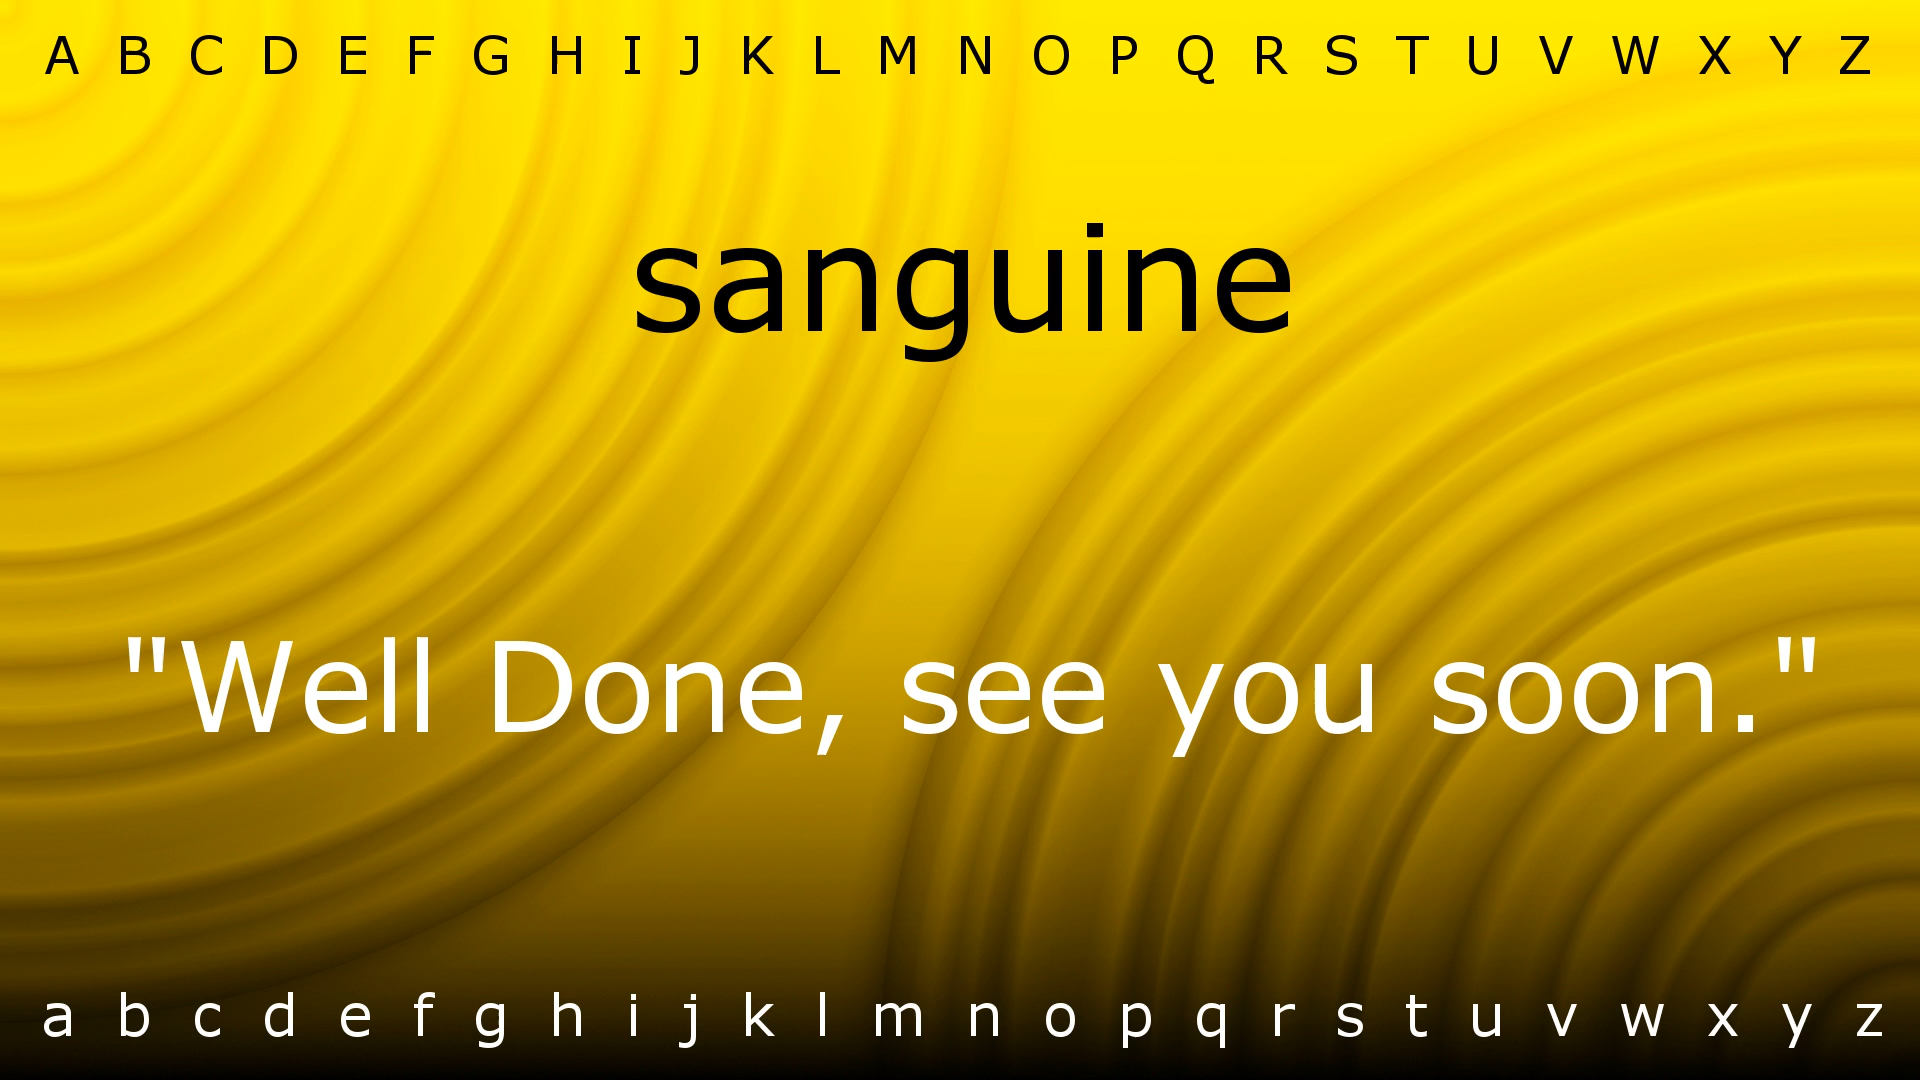 A B C D E F G H I J K L M N O P Q R S T U V W X Y Z
sanguine
"Well Done, see you soon."
a b c d e f g h i j k l m n o p q r s t u v w x y z